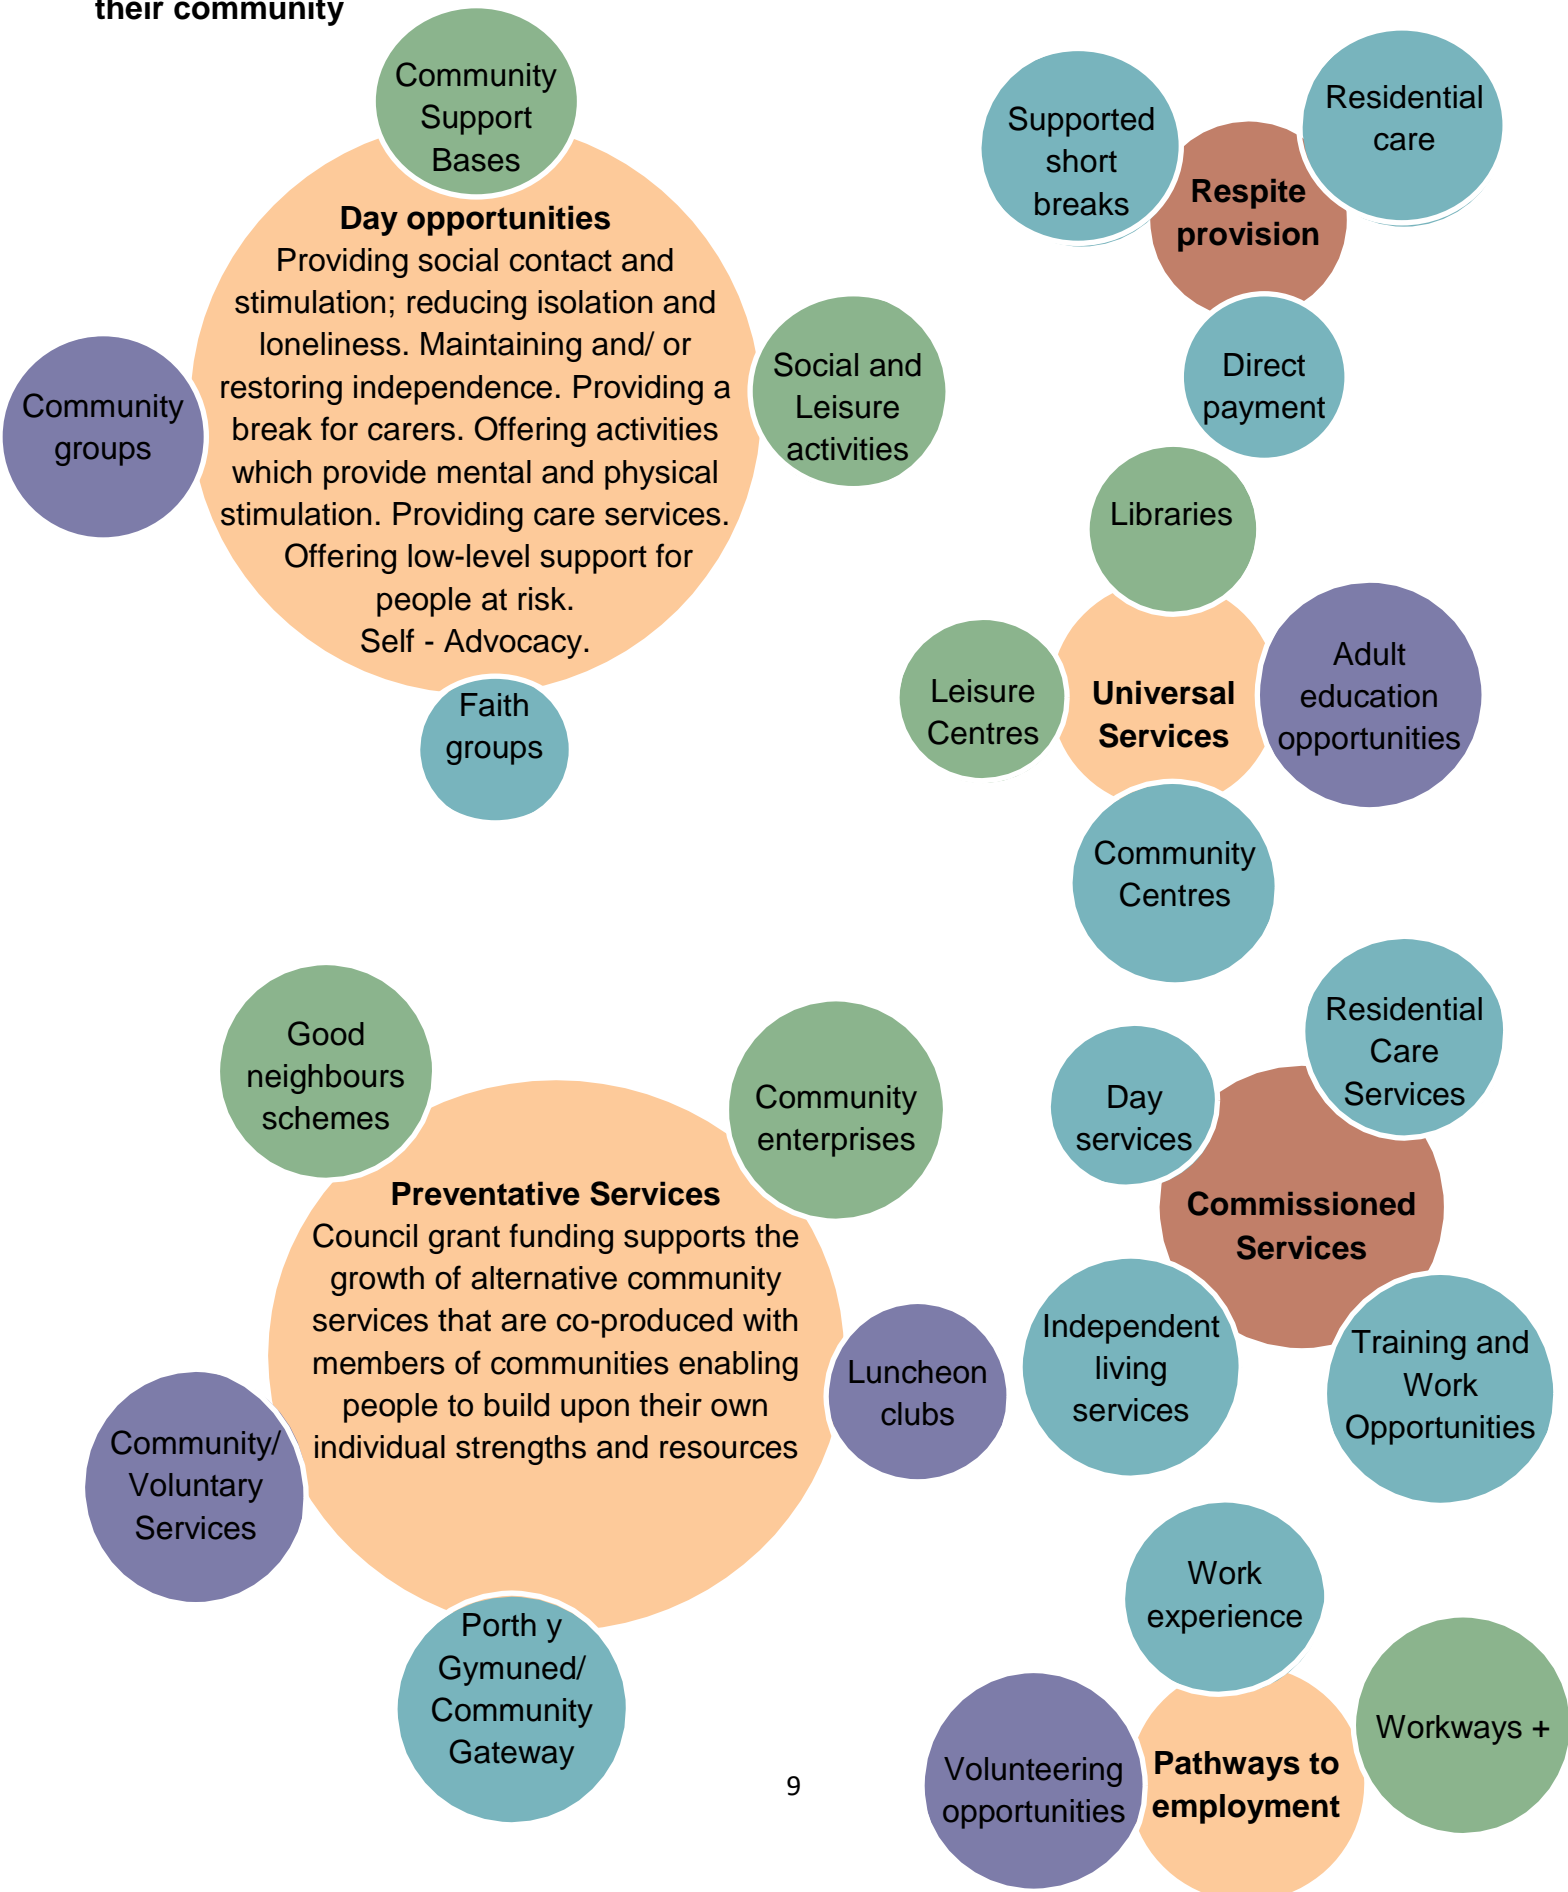 their community
Community
Support
Bases
Day opportunities
Providing social contact and
stimulation; reducing isolation and
loneliness. Maintaining and/ or
restoring independence. Providing a
break for carers. Offering activities
which provide mental and physical
stimulation. Providing care services.
Offering low-level support for
people at risk.
Self - Advocacy.
Community
groups
Social and
Leisure
activities
Faith
groups
Supported
short
breaks
Residential
care
Respite
provision
Direct
payment
Libraries
Leisure
Centres
Universal
Services
Adult
education
opportunities
Community
Centres
Good
neighbours
schemes
Community
enterprises
Preventative Services
Council grant funding supports the
growth of alternative community
services that are co-produced with
members of communities enabling
people to build upon their own
individual strengths and resources
Luncheon
clubs
Community/
Voluntary
Services
Porth y
Gymuned/
Community
Gateway
Residential
Care
Services
Day
services
Commissioned
Services
Independent
living
services
Training and
Work
Opportunities
Work
experience
Workways +
Volunteering
opportunities
Pathways to
employment
9